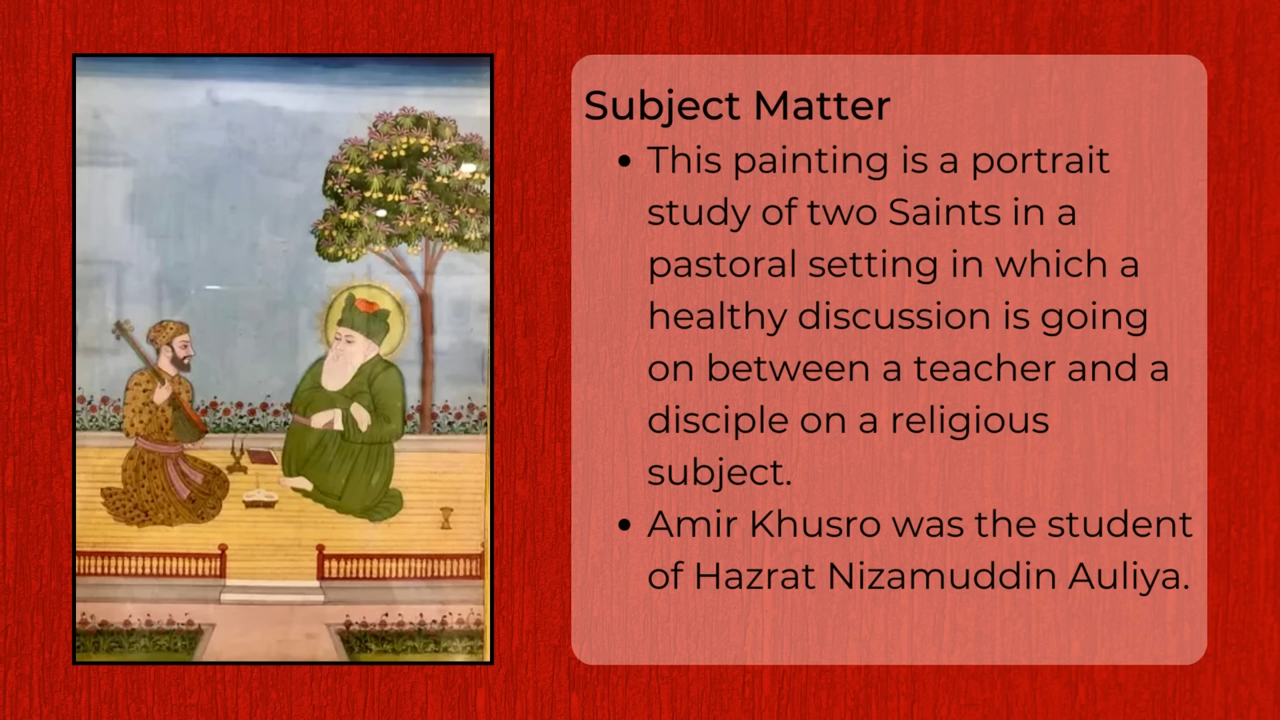 Subject Matter
• This painting is a portrait
study of two Saints in a
pastoral setting in which a
healthy discussion is going
on between a teacher and a
disciple on a religious
subject.
• Amir Khusro was the student
of Hazrat Nizamuddin Auliya.